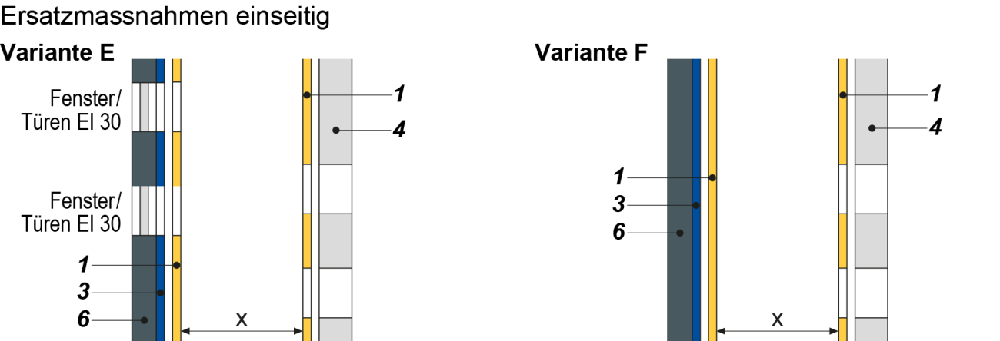 Ersatzmassnahmen einseitig
Variante E
Fenster/
Türen EI 30
1
4
Fenster/
Türen EI 30
1
3
6
x
Variante F
1
4
1
3
6
x